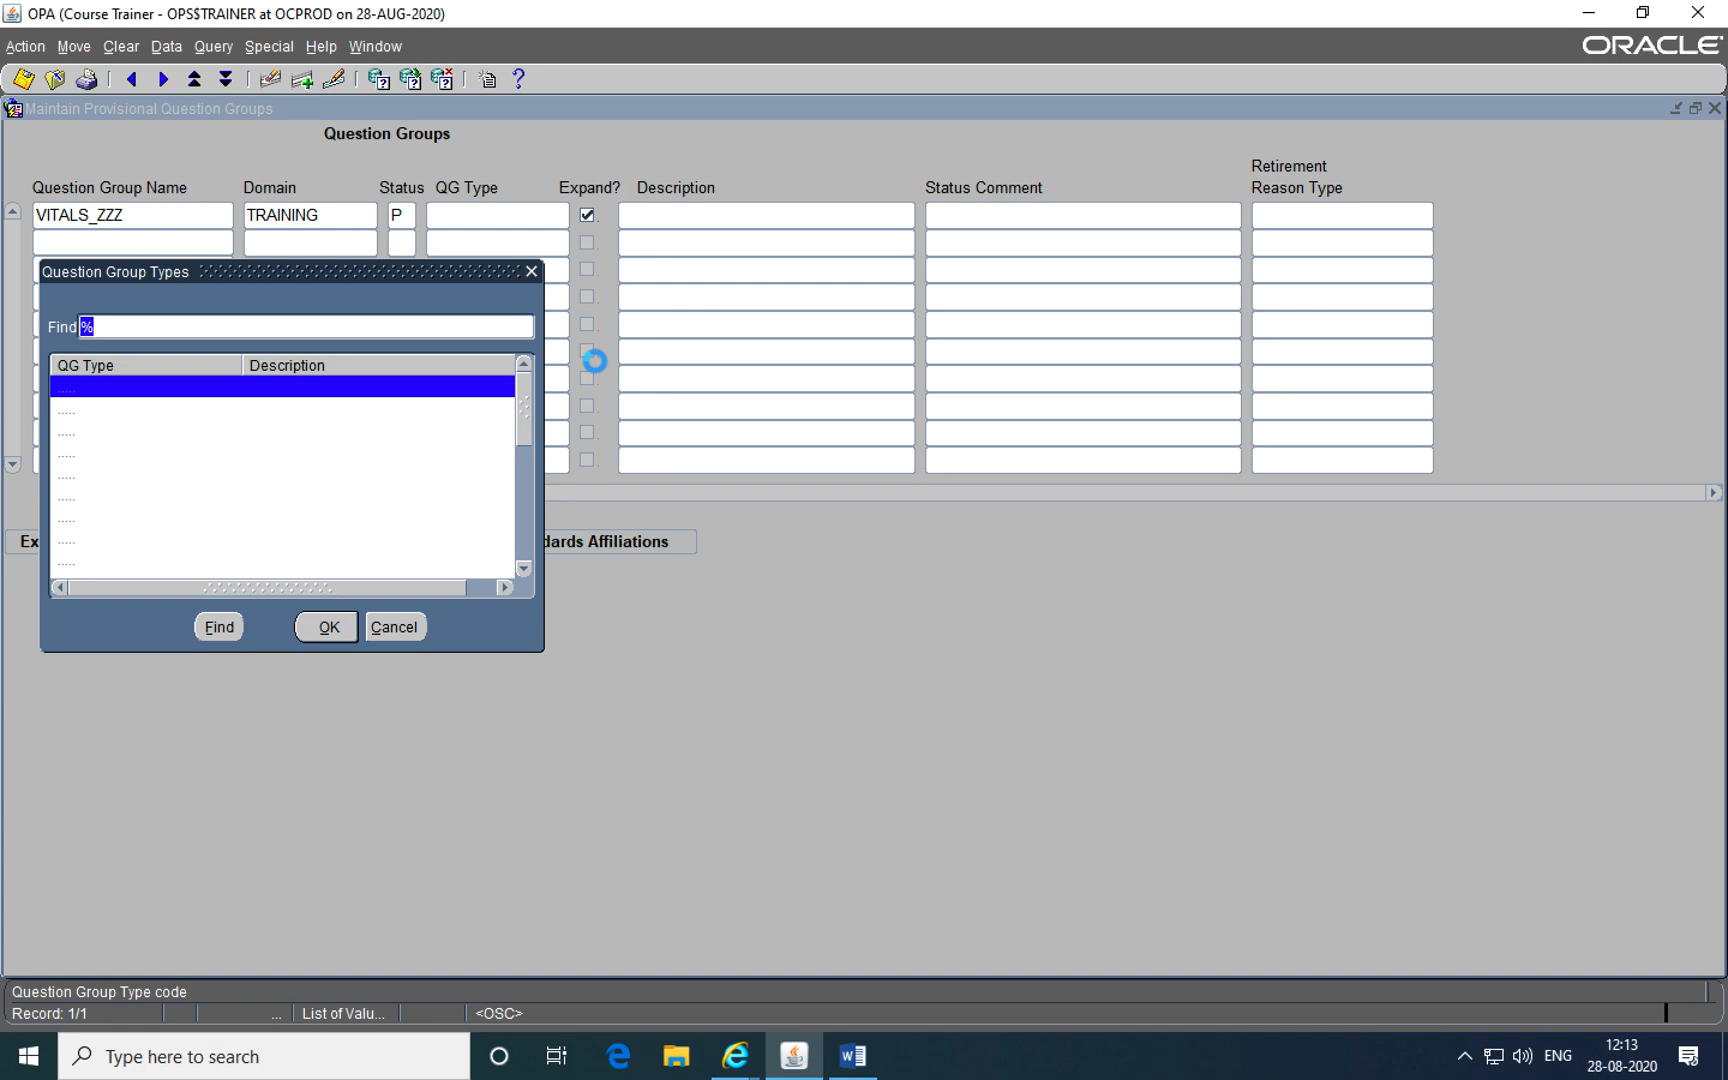 OPA (Course Trainer - OPS$TRAINER at OCPROD on 28-AUG-2020)
Action Move Clear Data Query Special Help Window
ORACLE
Maintain Provisional Question Groups
Question Groups
Retirement
Question Group Name Domain Status QG Type Expand? Description Status Comment Reason Type
VITALS_ZZZ TRAINING P
Question Group Types
Find %
QG Type Description
.....
.....
.....
.....
.....
.....
.....
.....
.....
Ex dards Affiliations
Find OK Cancel
Question Group Type code
Record: 1/1 ... List of Valu... <OSC>
Type here to search
ENG
12:13
28-08-2020